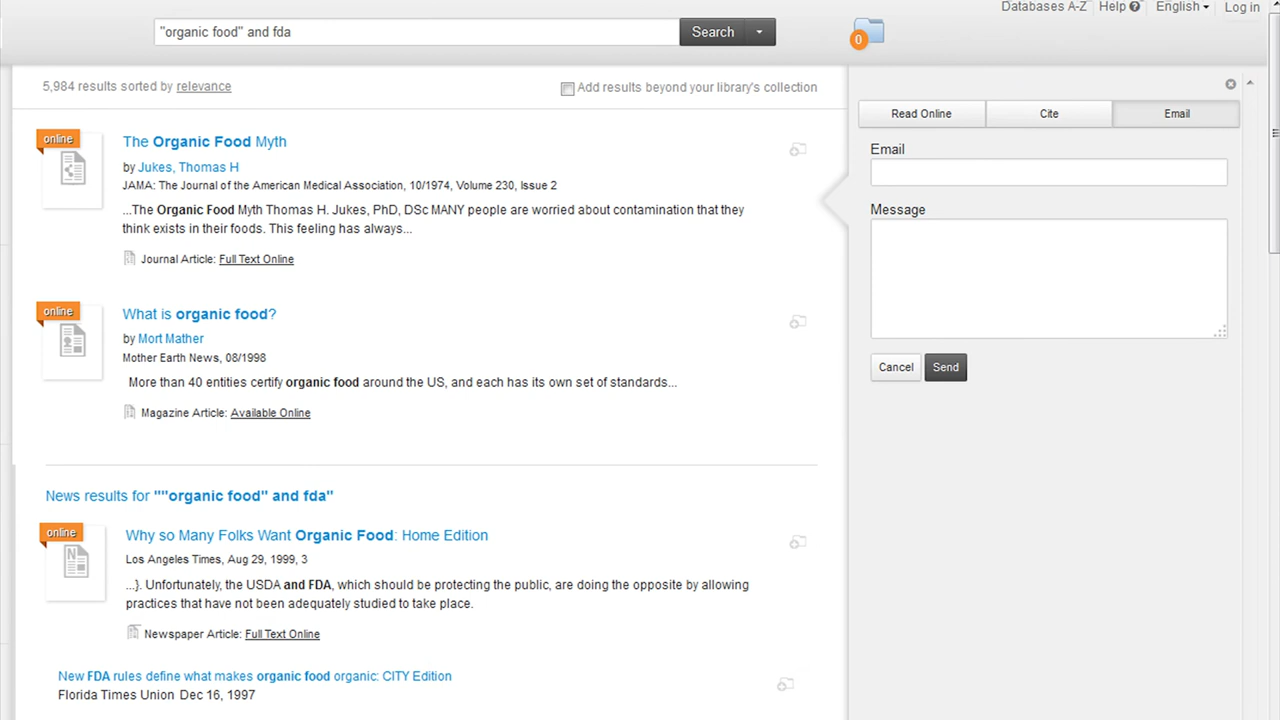 Databases A-Z Help English Log in
"organic food" and fda Search 0
5,984 results sorted by relevance Add results beyond your library's collection
Read Online Cite Email
online
The Organic Food Myth
by Jukes, Thomas H
JAMA: The Journal of the American Medical Association, 10/1974, Volume 230, Issue 2
...The Organic Food Myth Thomas H. Jukes, PhD, DSc MANY people are worried about contamination that they
think exists in their foods. This feeling has always...
Journal Article: Full Text Online
Email
Message
Cancel Send
online
What is organic food?
by Mort Mather
Mother Earth News, 08/1998
More than 40 entities certify organic food around the US, and each has its own set of standards...
Magazine Article: Available Online
News results for ""organic food" and fda"
online
Why so Many Folks Want Organic Food: Home Edition
Los Angeles Times, Aug 29, 1999, 3
...}. Unfortunately, the USDA and FDA, which should be protecting the public, are doing the opposite by allowing
practices that have not been adequately studied to take place.
Newspaper Article: Full Text Online
New FDA rules define what makes organic food organic: CITY Edition
Florida Times Union Dec 16, 1997